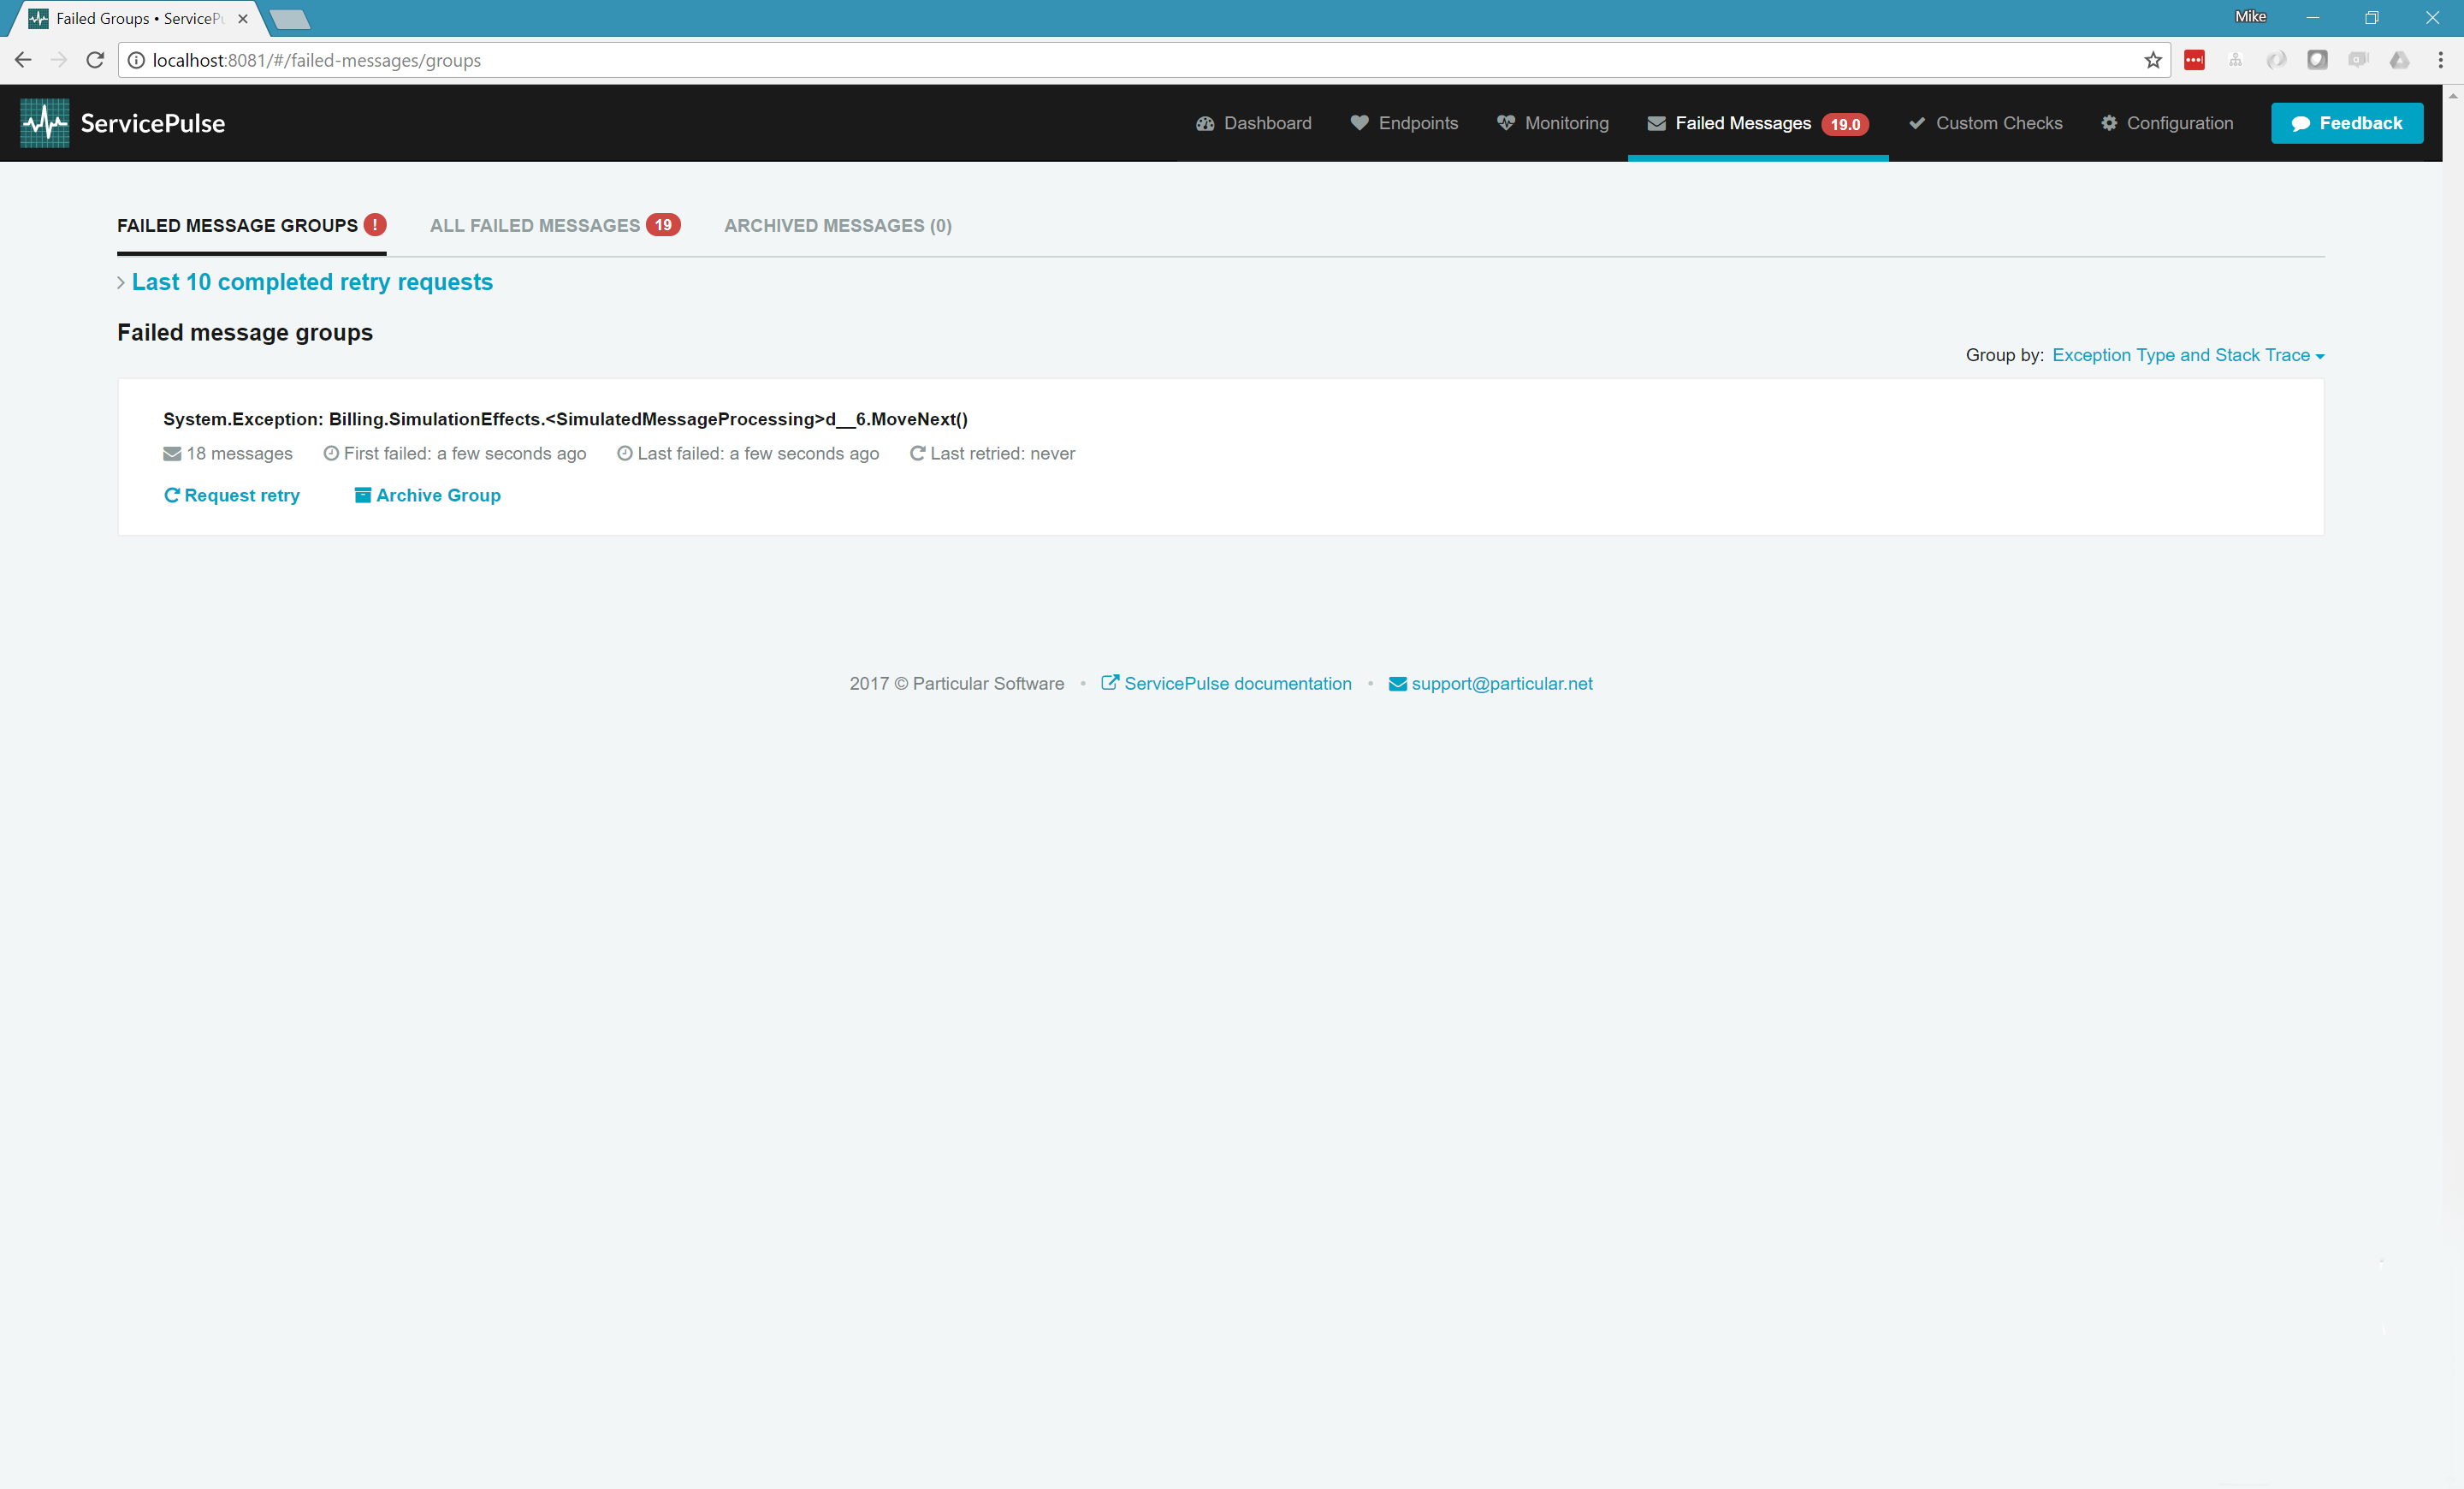 Failed Groups • ServicePu
Mike
localhost:8081/#/failed-messages/groups
ServicePulse
Dashboard
Endpoints
Monitoring
Failed Messages 19.0
Custom Checks
Configuration
Feedback
FAILED MESSAGE GROUPS !
ALL FAILED MESSAGES 19
ARCHIVED MESSAGES (0)
Last 10 completed retry requests
Failed message groups
Group by: Exception Type and Stack Trace
System.Exception: Billing.SimulationEffects.<SimulatedMessageProcessing>d__6.MoveNext()
18 messages First failed: a few seconds ago Last failed: a few seconds ago Last retried: never
Request retry Archive Group
2017 © Particular Software • ServicePulse documentation • support@particular.net